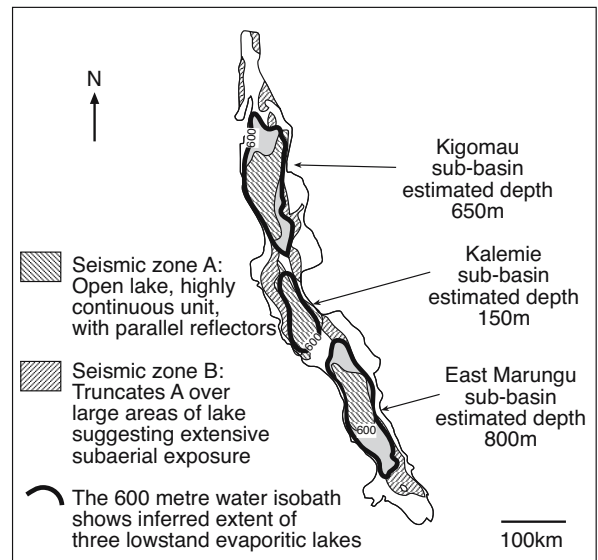 N
600
Kigomau
sub-basin
estimated depth
650m
Kalemie
sub-basin
estimated depth
150m
600
East Marungu
sub-basin
estimated depth
800m
600
Seismic zone A:
Open lake, highly
continuous unit,
with parallel reflectors
Seismic zone B:
Truncates A over
large areas of lake
suggesting extensive
subaerial exposure
The 600 metre water isobath
shows inferred extent of
three lowstand evaporitic lakes
100km